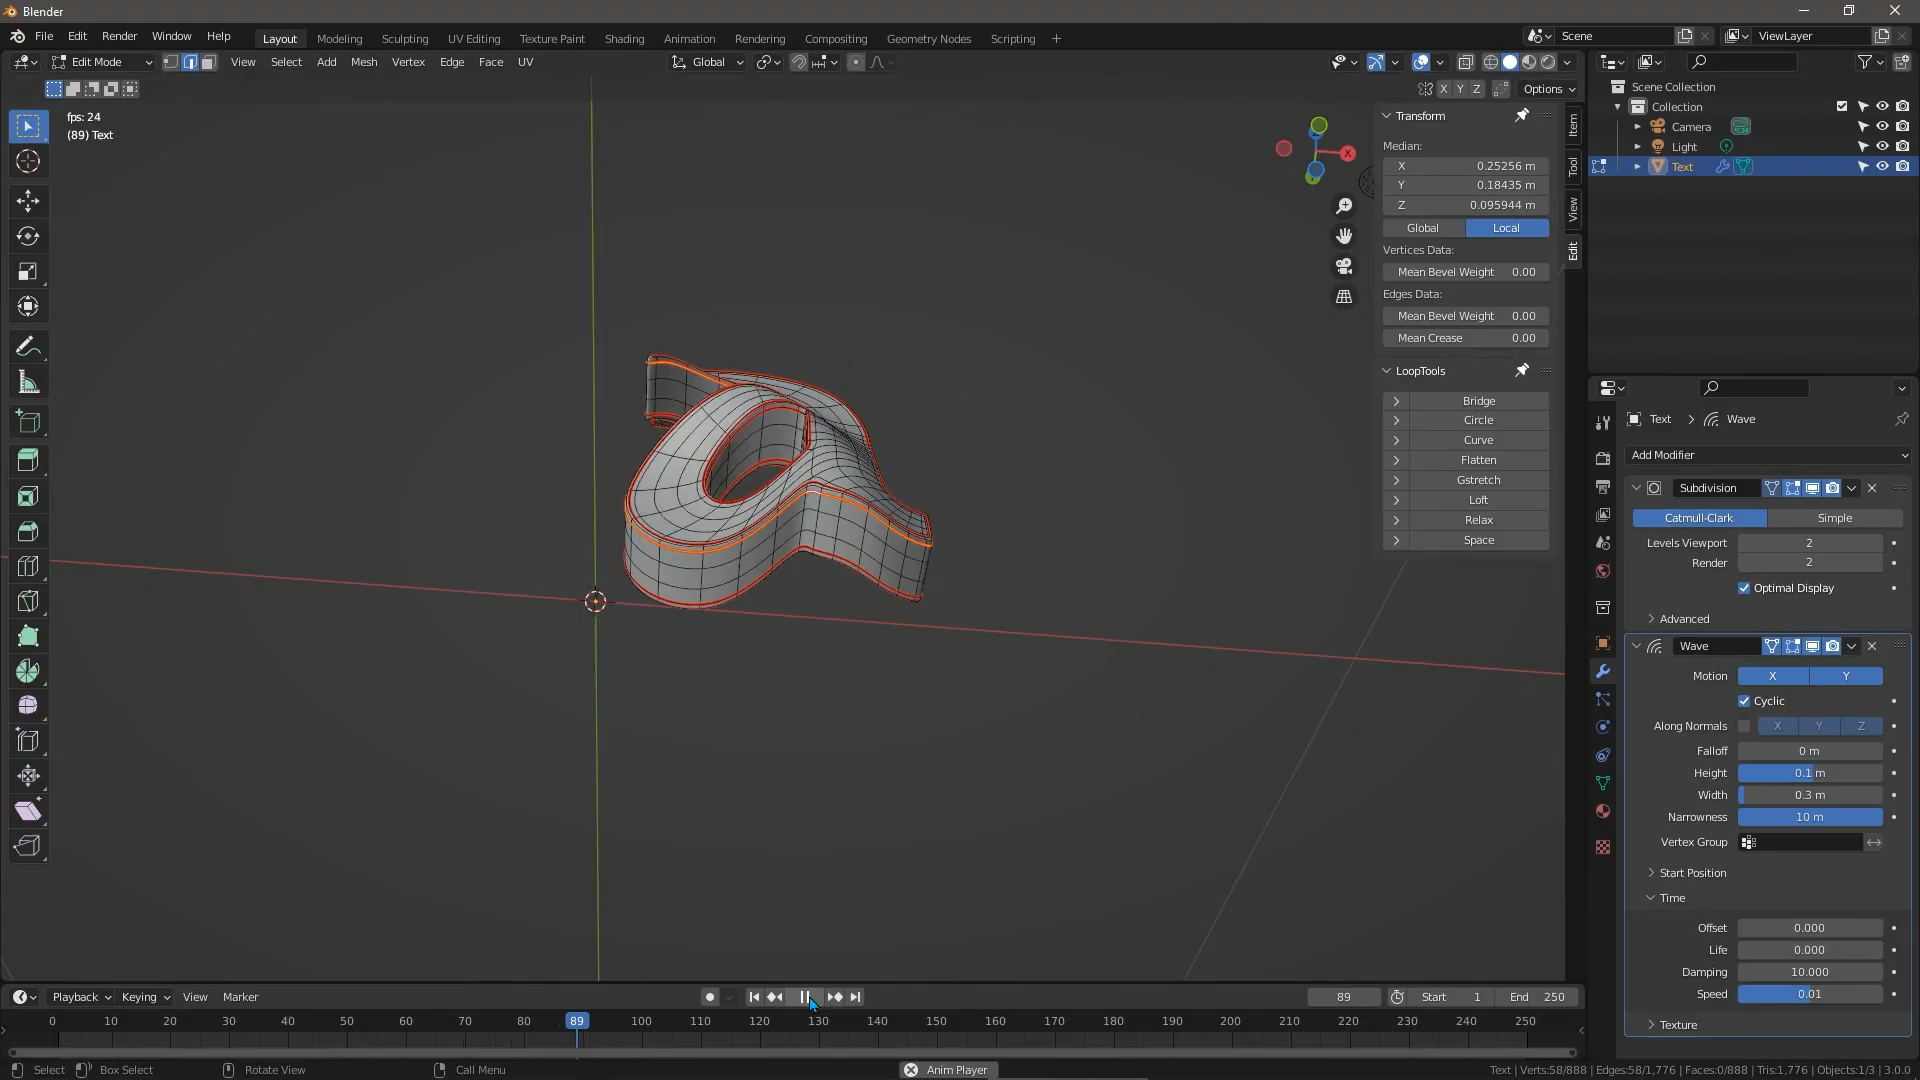 Blender
File Edit Render Window Help
Layout Modeling Sculpting UV Editing Texture Paint Shading Animation Rendering Compositing Geometry Nodes Scripting +
Scene
ViewLayer
Edit Mode
View Select Add Mesh Vertex Edge Face UV
Global
X Y Z
Options
fps: 24
(89) Text
X
Transform
Median:
X 0.25256 m
Y 0.18435 m
Z 0.095944 m
Global Local
Vertices Data:
Mean Bevel Weight 0.00
Edges Data:
Mean Bevel Weight 0.00
Mean Crease 0.00
LoopTools
Bridge
Circle
Curve
Flatten
Gstretch
Loft
Relax
Space
Item
Tool
View
Edit
Scene Collection
Collection
Camera
Light
Text
Text > Wave
Add Modifier
Subdivision
Catmull-Clark Simple
Levels Viewport 2
Render 2
Optimal Display
Advanced
Wave
Motion X Y
Cyclic
Along Normals X Y Z
Falloff 0 m
Height 0.1 m
Width 0.3 m
Narrowness 10 m
Vertex Group
Start Position
Time
Offset 0.000
Life 0.000
Damping 10.000
Speed 0.01
Texture
Playback Keying View Marker
89
Start 1
End 250
0 10 20 30 40 50 60 70 80 89 100 110 120 130 140 150 160 170 180 190 200 210 220 230 240 250
Select Box Select Rotate View Call Menu
Anim Player
Text | Verts:58/888 | Edges:58/1,776 | Faces:0/888 | Tris:1,776 | Objects:1/3 | 3.0.0